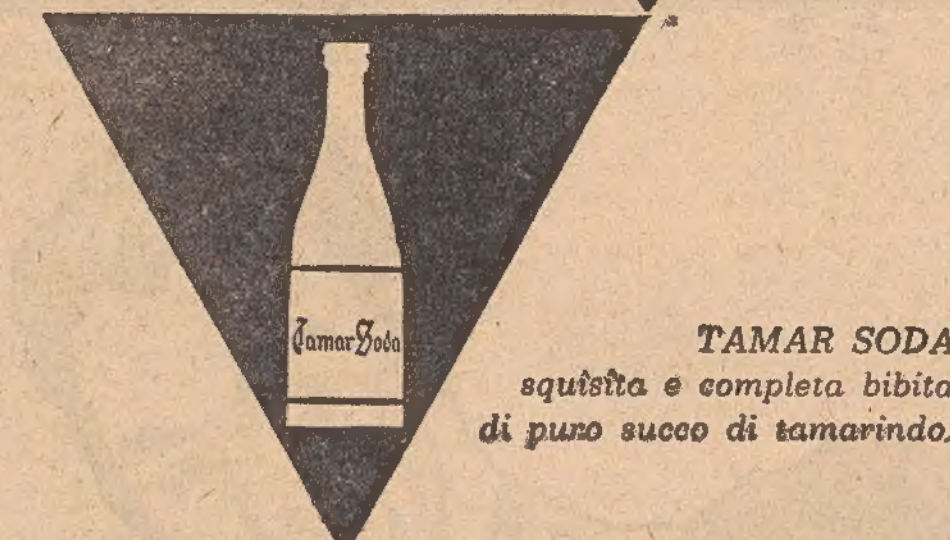 Tamar Soda
TAMAR SODA
squisita e completa bibita
di puro succo di tamarindo.